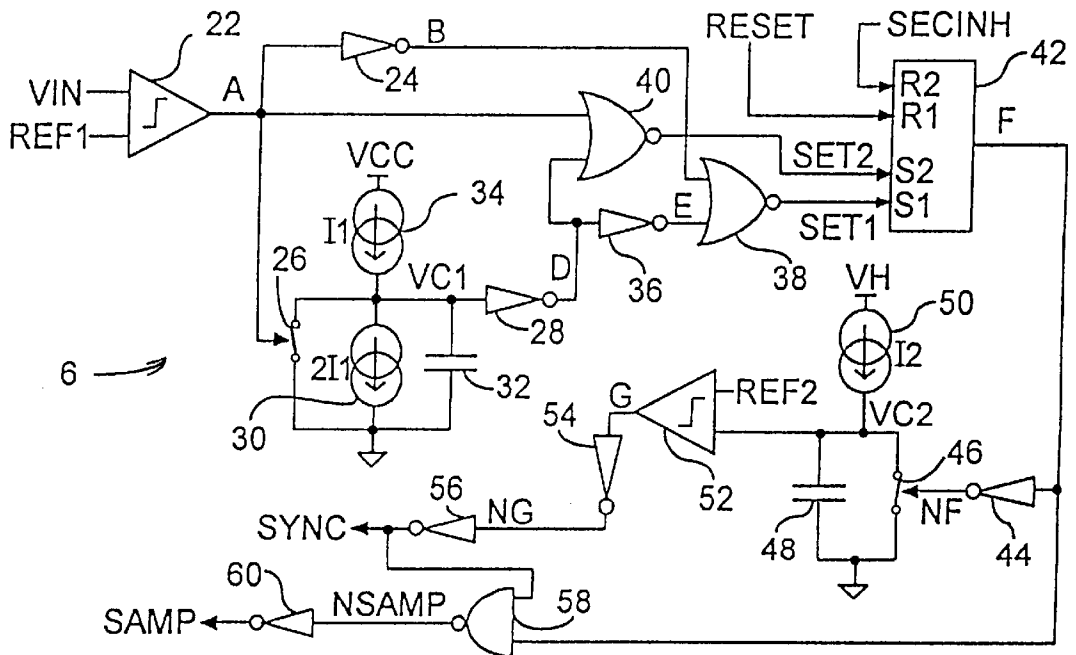 22
B
RESET
SECINH
42
VIN
A
24
40
R2
R1
F
REF1
VCC
SET2
S2
34
E
S1
I1
SET1
26
VC1
D
36
38
VH
50
28
6
2I1
32
I2
30
G
REF2
VC2
54
52
46
56
NG
48
NF
44
SYNC
60
NSAMP
58
SAMP